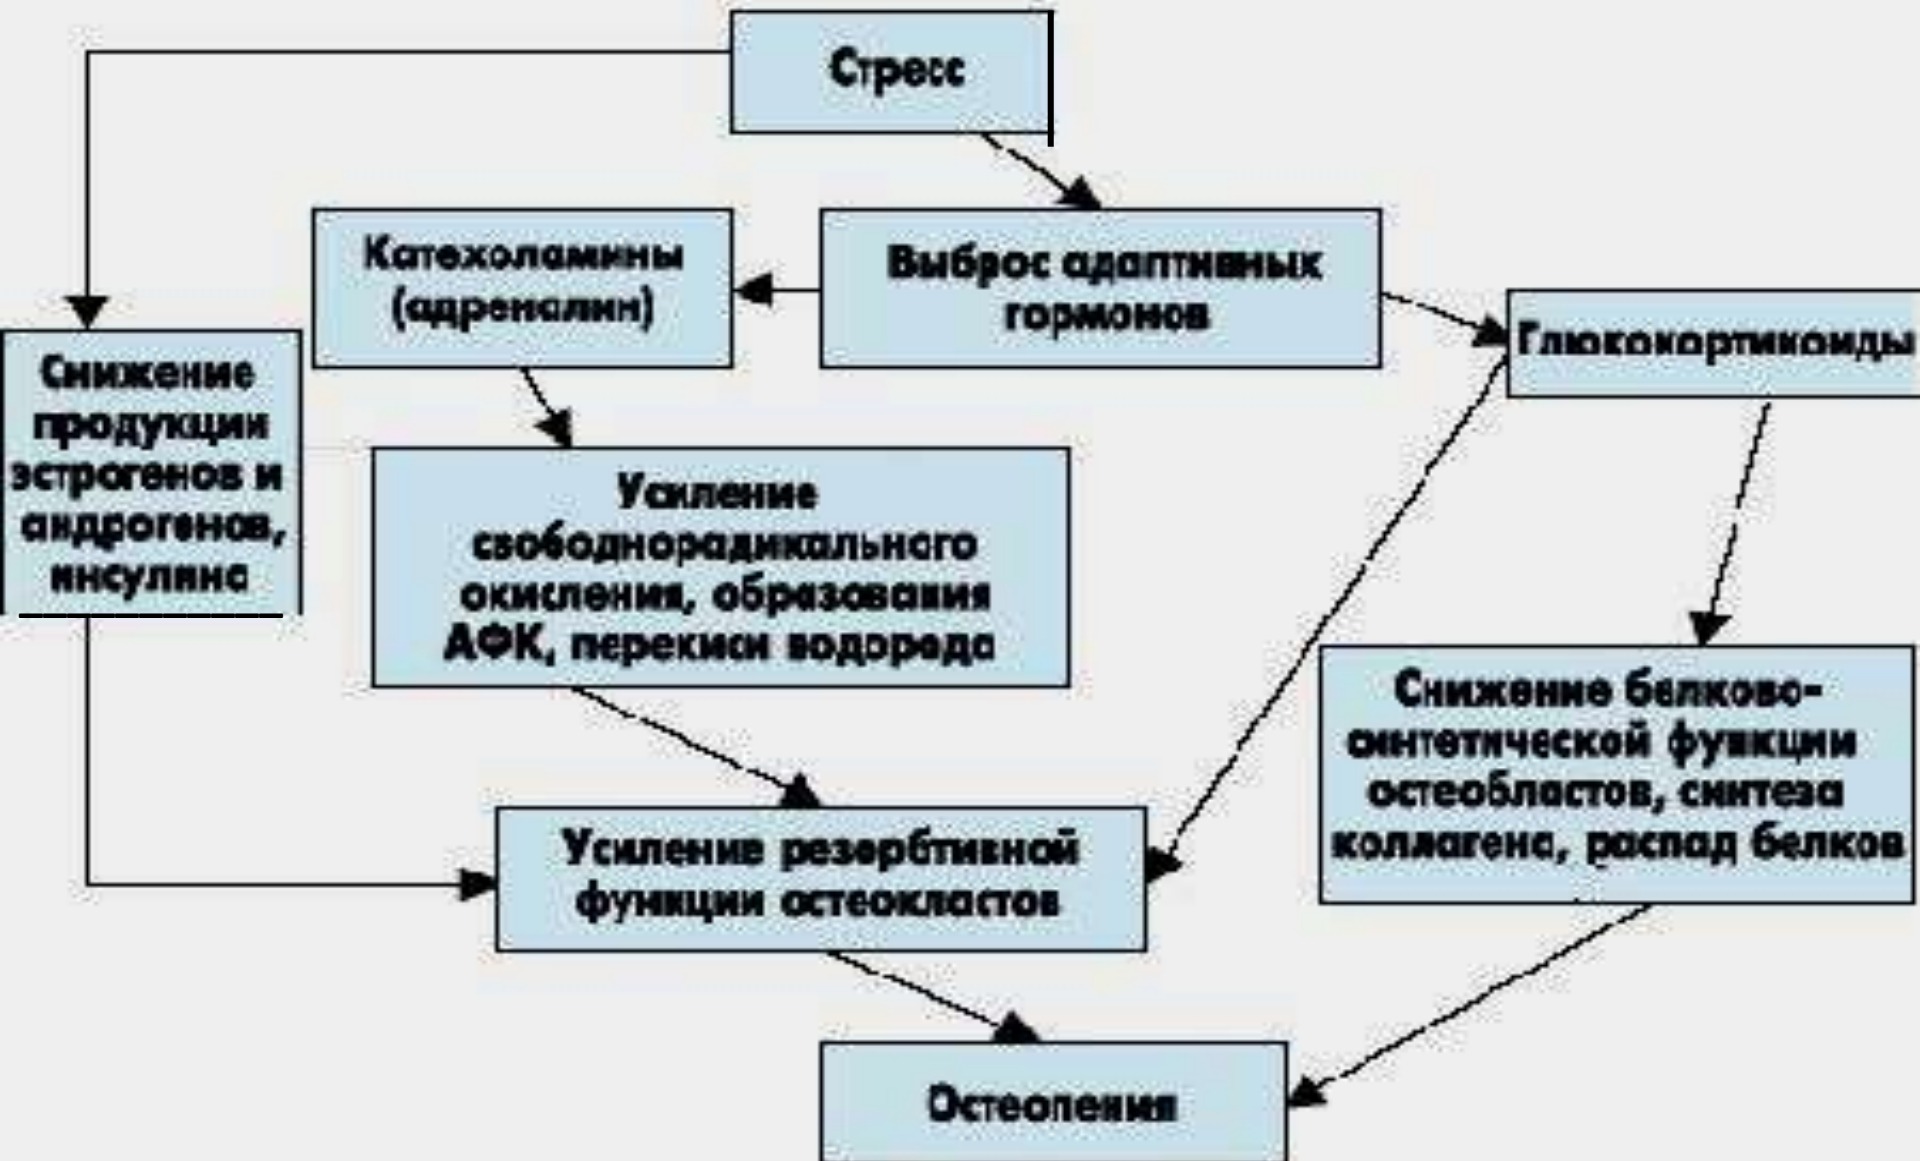 Стресс
Катехоламины
(адреналин)
Выброс адаптивных
гормонов
Глюкокортикоиды
Снижение
продукции
эстрогенов и
андрогенов,
инсулина
Усиление
свободнорадикального
окисления, образования
АФК, перекиси водорода
Снижение белково-
синтетической функции
остеобластов, синтеза
коллагена, распад белков
Усиление резербтивной
функции остеокластов
Остеопения